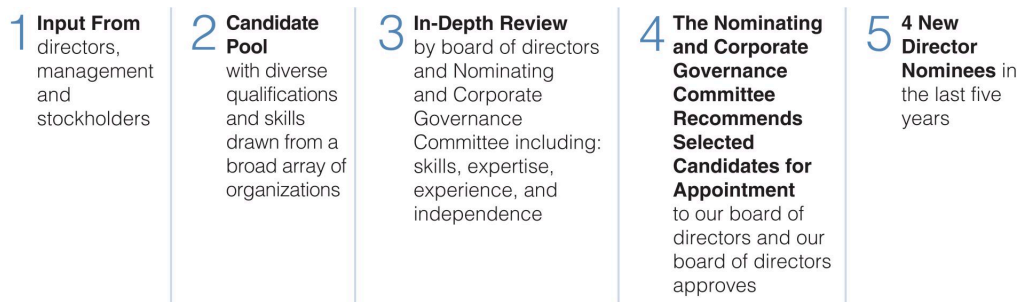 1
Input From
directors,
management
and
stockholders
2
Candidate
Pool
with diverse
qualifications
and skills
drawn from a
broad array of
organizations
3
In-Depth Review
by board of directors
and Nominating
and Corporate
Governance
Committee including:
skills, expertise,
experience, and
independence
4
The Nominating
and Corporate
Governance
Committee
Recommends
Selected
Candidates for
Appointment
to our board of
directors and our
board of directors
approves
5
4 New
Director
Nominees in
the last five
years